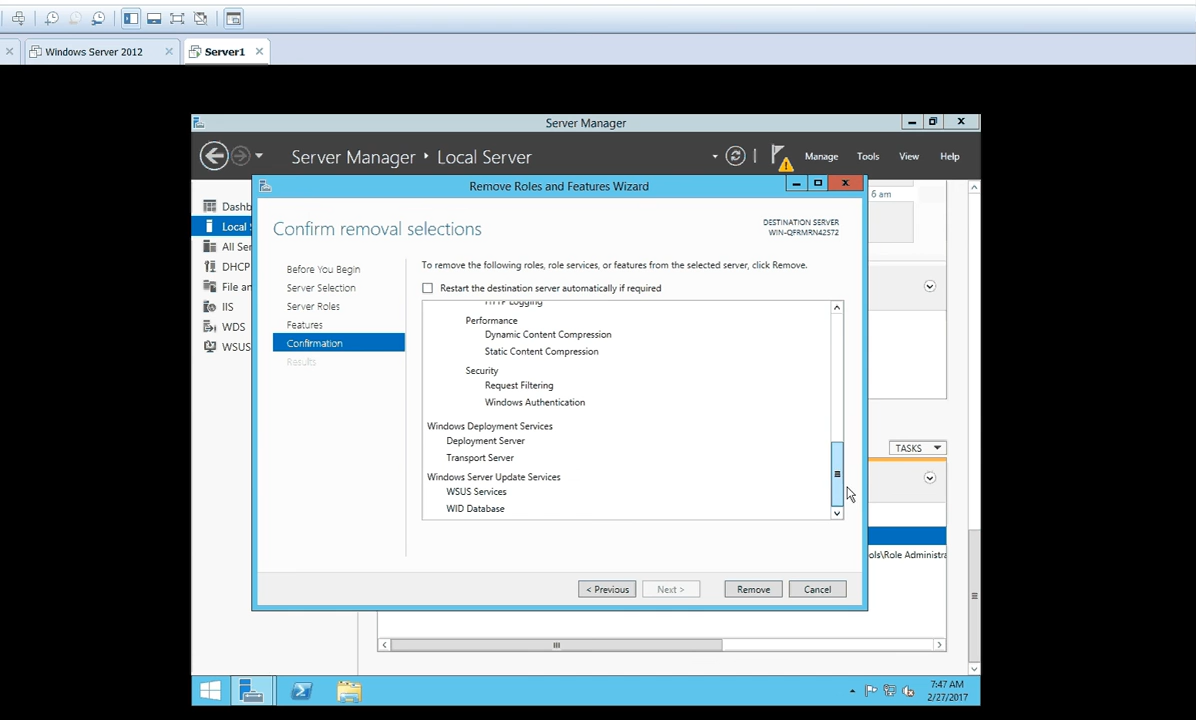 Windows Server 2012
Server1
Server Manager
Server Manager
Local Server
Manage
Tools
View
Help
Dashb
Local S
All Ser
DHCP
File an
IIS
WDS
WSUS
6 am
TASKS
ols\Role Administra
Remove Roles and Features Wizard
Confirm removal selections
DESTINATION SERVER
WIN-QFRMRN42S72
Before You Begin
Server Selection
Server Roles
Features
Confirmation
Results
To remove the following roles, role services, or features from the selected server, click Remove.
Restart the destination server automatically if required
HTTP Logging
Performance
Dynamic Content Compression
Static Content Compression
Security
Request Filtering
Windows Authentication
Windows Deployment Services
Deployment Server
Transport Server
Windows Server Update Services
WSUS Services
WID Database
< Previous
Next >
Remove
Cancel
7:47 AM
2/27/2017